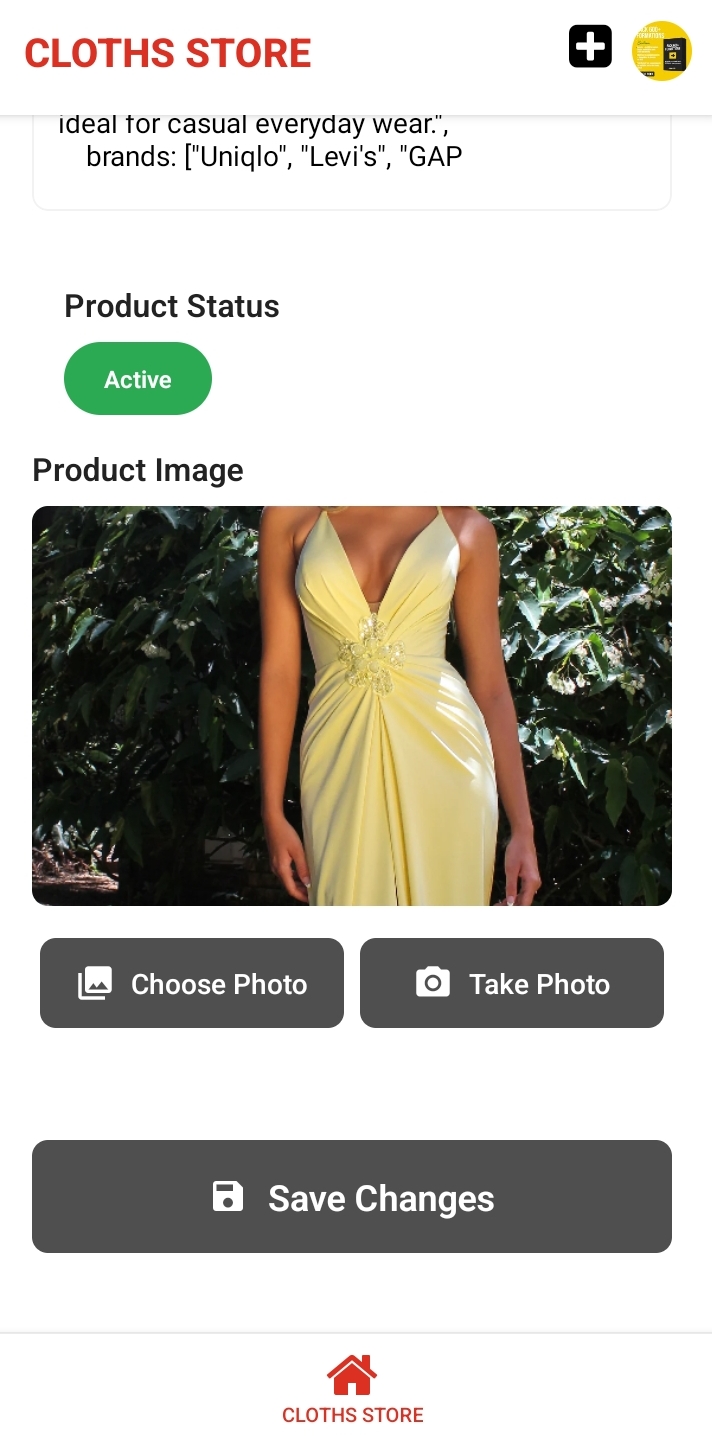 CLOTHS STORE
ideal for casual everyday wear.",
brands: ["Uniqlo", "Levi's", "GAP
Product Status
Active
Product Image
Choose Photo
Take Photo
Save Changes
CLOTHS STORE